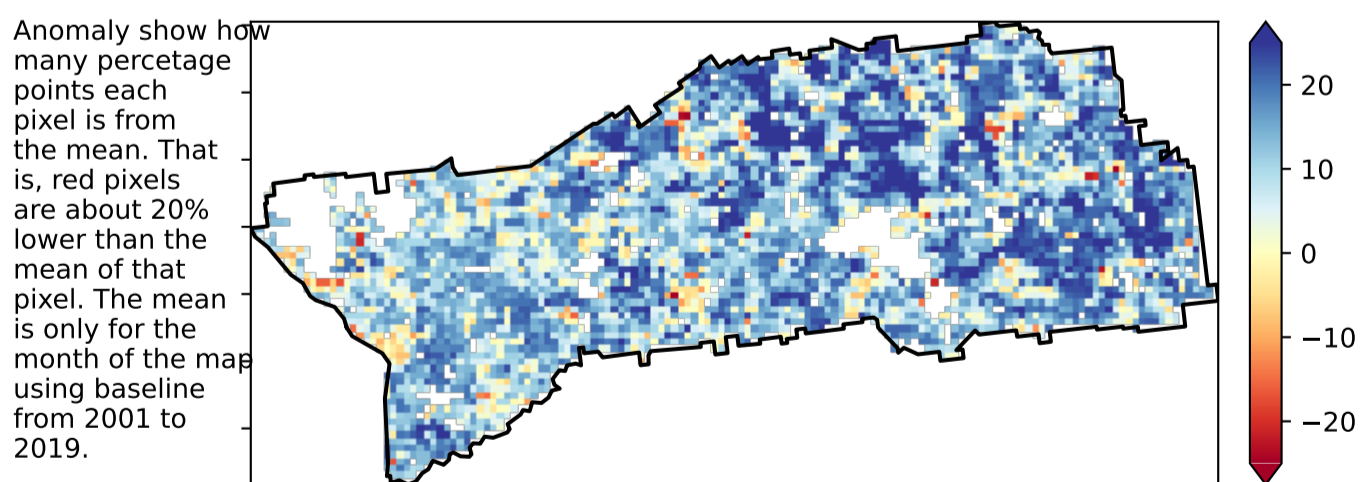 Anomaly show how
many percetage
points each
pixel is from
the mean. That
is, red pixels
are about 20%
lower than the
mean of that
pixel. The mean
is only for the
month of the map
using baseline
from 2001 to
2019.
20
10
0
−10
−20